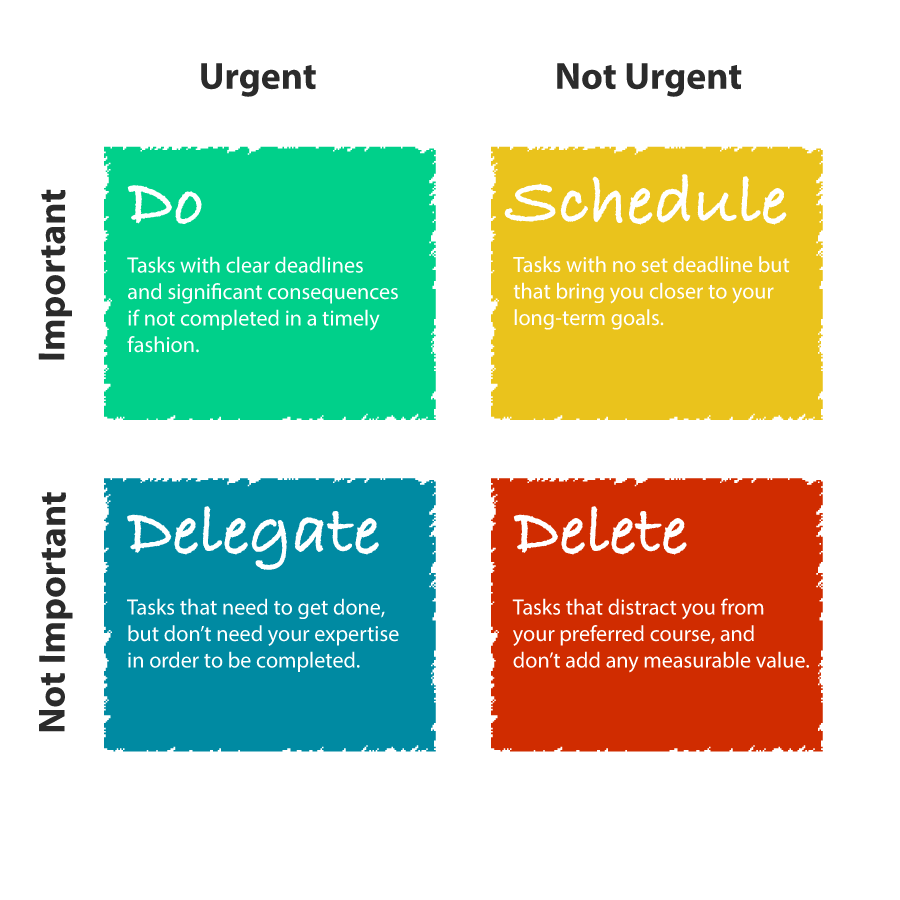 Urgent
Not Urgent
Important
Do
Tasks with clear deadlines
and significant consequences
if not completed in a timely
fashion.
Schedule
Tasks with no set deadline but
that bring you closer to your
long-term goals.
Not Important
Delegate
Tasks that need to get done,
but don’t need your expertise
in order to be completed.
Delete
Tasks that distract you from
your preferred course, and
don’t add any measurable value.